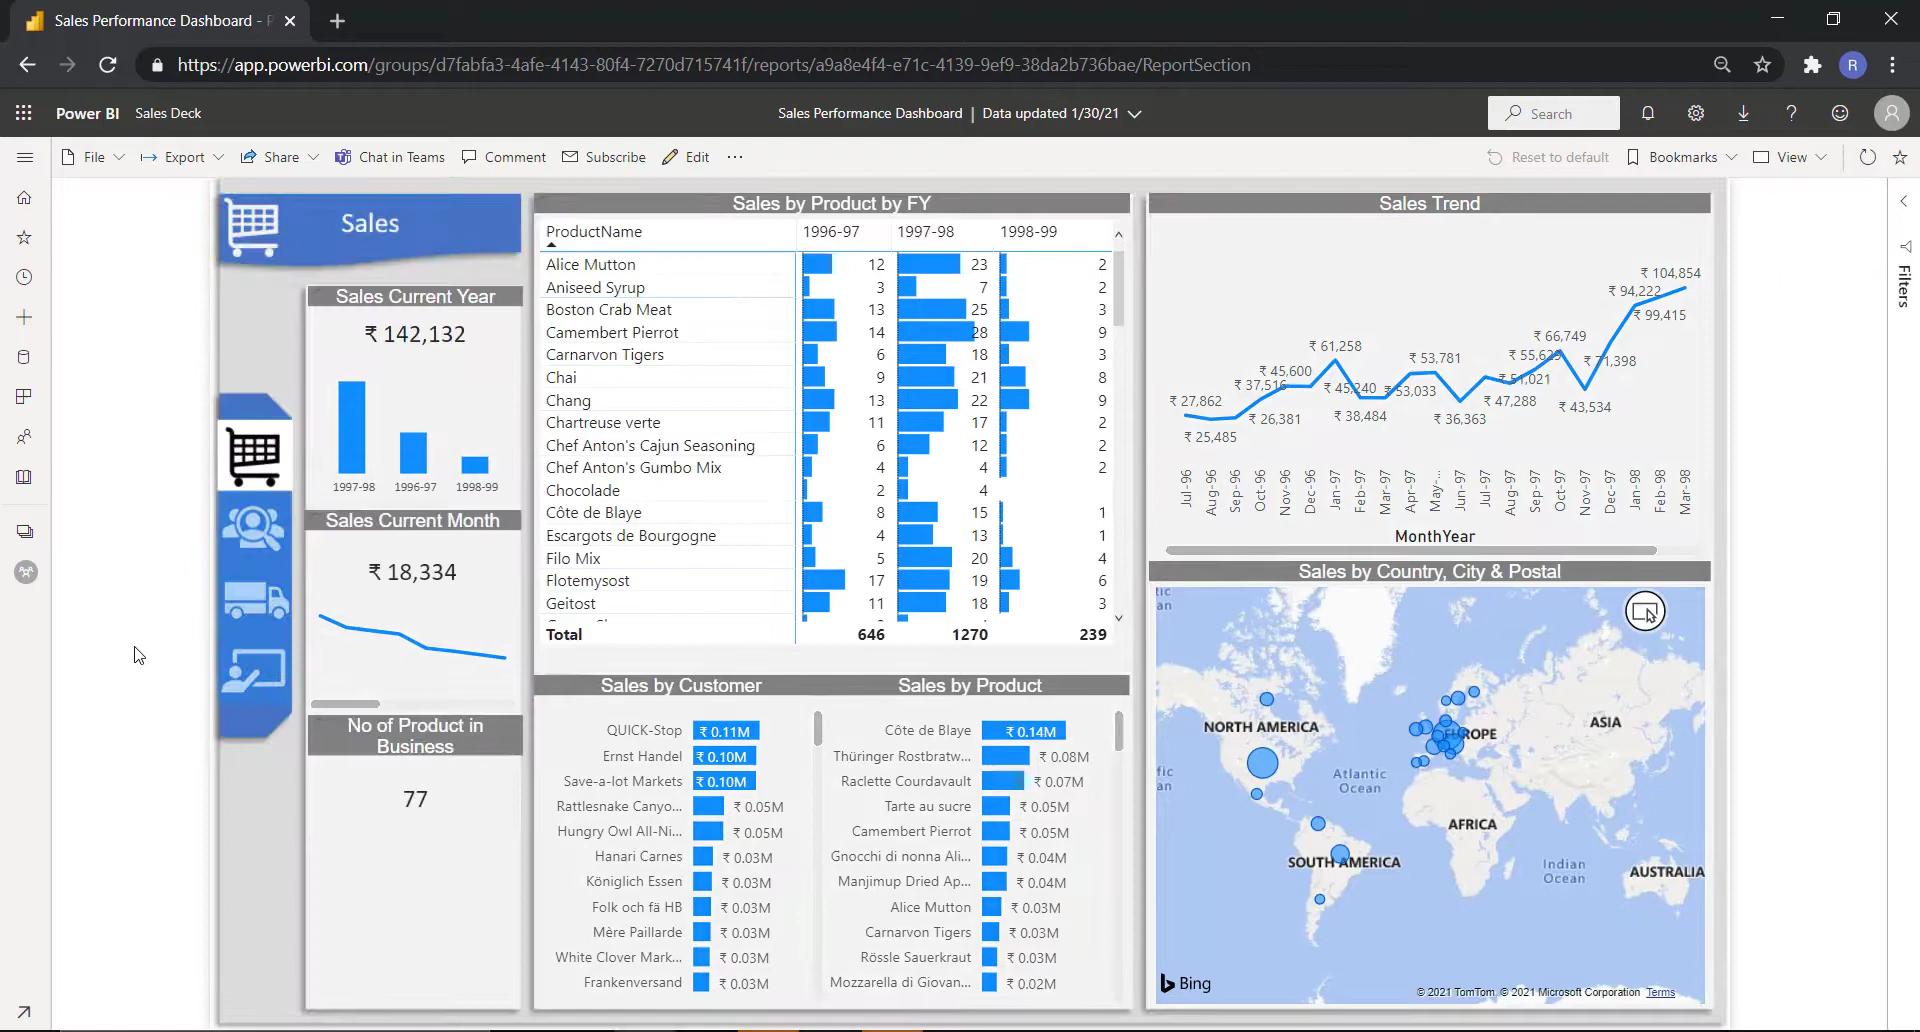 Sales Performance Dashboard - P
https://app.powerbi.com/groups/d7fabfa3-4afe-4143-80f4-7270d715741f/reports/a9a8e4f4-e71c-4139-9ef9-38da2b736bae/ReportSection
R
Power BI Sales Deck
Sales Performance Dashboard | Data updated 1/30/21
Search
File Export Share Chat in Teams Comment Subscribe Edit ...
Reset to default Bookmarks View
Filters
Sales
Sales Current Year
₹ 142,132
1997-98 1996-97 1998-99
Sales Current Month
₹ 18,334
No of Product in
Business
77
Sales by Product by FY
ProductName 1996-97 1997-98 1998-99
Alice Mutton 12 23 2
Aniseed Syrup 3 7 2
Boston Crab Meat 13 25 3
Camembert Pierrot 14 28 9
Carnarvon Tigers 6 18 3
Chai 9 21 8
Chang 13 22 9
Chartreuse verte 11 17 2
Chef Anton's Cajun Seasoning 6 12 2
Chef Anton's Gumbo Mix 4 4 2
Chocolade 2 4
Côte de Blaye 8 15 1
Escargots de Bourgogne 4 13 1
Filo Mix 5 20 4
Flotemysost 17 19 6
Geitost 11 18 3
Total 646 1270 239
Sales by Customer
QUICK-Stop ₹ 0.11M
Ernst Handel ₹ 0.10M
Save-a-lot Markets ₹ 0.10M
Rattlesnake Canyo... ₹ 0.05M
Hungry Owl All-Ni... ₹ 0.05M
Hanari Carnes ₹ 0.03M
Königlich Essen ₹ 0.03M
Folk och fä HB ₹ 0.03M
Mère Paillarde ₹ 0.03M
White Clover Mark... ₹ 0.03M
Frankenversand ₹ 0.03M
Sales by Product
Côte de Blaye ₹ 0.14M
Thüringer Rostbratw... ₹ 0.08M
Raclette Courdavault ₹ 0.07M
Tarte au sucre ₹ 0.05M
Camembert Pierrot ₹ 0.05M
Gnocchi di nonna Ali... ₹ 0.04M
Manjimup Dried Ap... ₹ 0.04M
Alice Mutton ₹ 0.03M
Carnarvon Tigers ₹ 0.03M
Rössle Sauerkraut ₹ 0.03M
Mozzarella di Giovan... ₹ 0.02M
Sales Trend
₹ 104,854
₹ 94,222
₹ 99,415
₹ 66,749
₹ 61,258
₹ 53,781
₹ 55,629
₹ 71,398
₹ 45,600
₹ 37,516
₹ 45,240
₹ 53,033
₹ 51,021
₹ 27,862
₹ 47,288
₹ 43,534
₹ 26,381
₹ 38,484
₹ 36,363
₹ 25,485
Jul-96 Aug-96 Sep-96 Oct-96 Nov-96 Dec-96 Jan-97 Feb-97 Mar-97 Apr-97 May-... Jun-97 Jul-97 Aug-97 Sep-97 Oct-97 Nov-97 Dec-97 Jan-98 Feb-98 Mar-98
MonthYear
Sales by Country, City & Postal
tic
an
NORTH AMERICA
EUROPE
ASIA
fic
an
Atlantic
Ocean
AFRICA
SOUTH AMERICA
Indian
Ocean
AUSTRALIA
Bing
© 2021 TomTom © 2021 Microsoft Corporation Terms